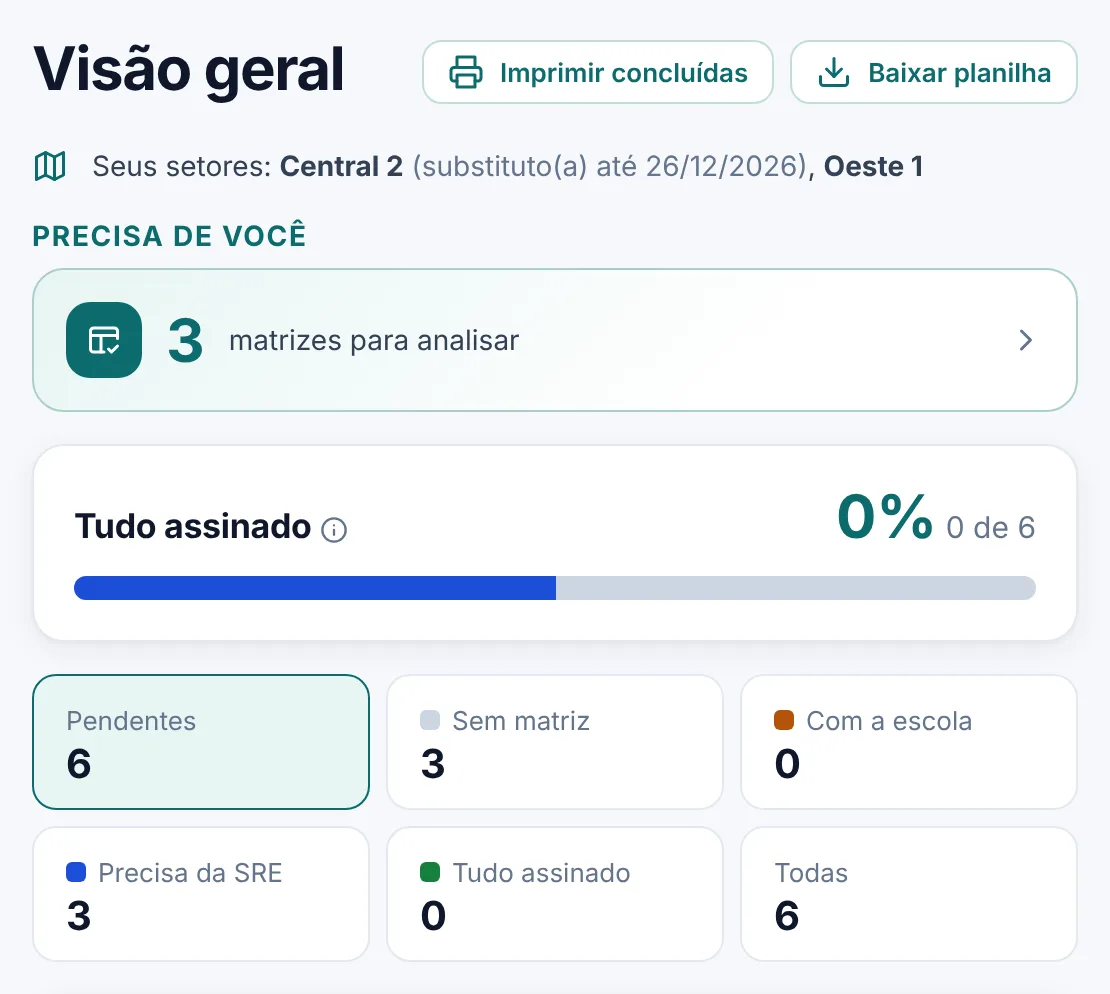 Visão geral
Imprimir concluídas
Baixar planilha
Seus setores: Central 2 (substituto(a) até 26/12/2026), Oeste 1
PRECISA DE VOCÊ
3 matrizes para analisar
Tudo assinado
0% 0 de 6
Pendentes
6
Sem matriz
3
Com a escola
0
Precisa da SRE
3
Tudo assinado
0
Todas
6